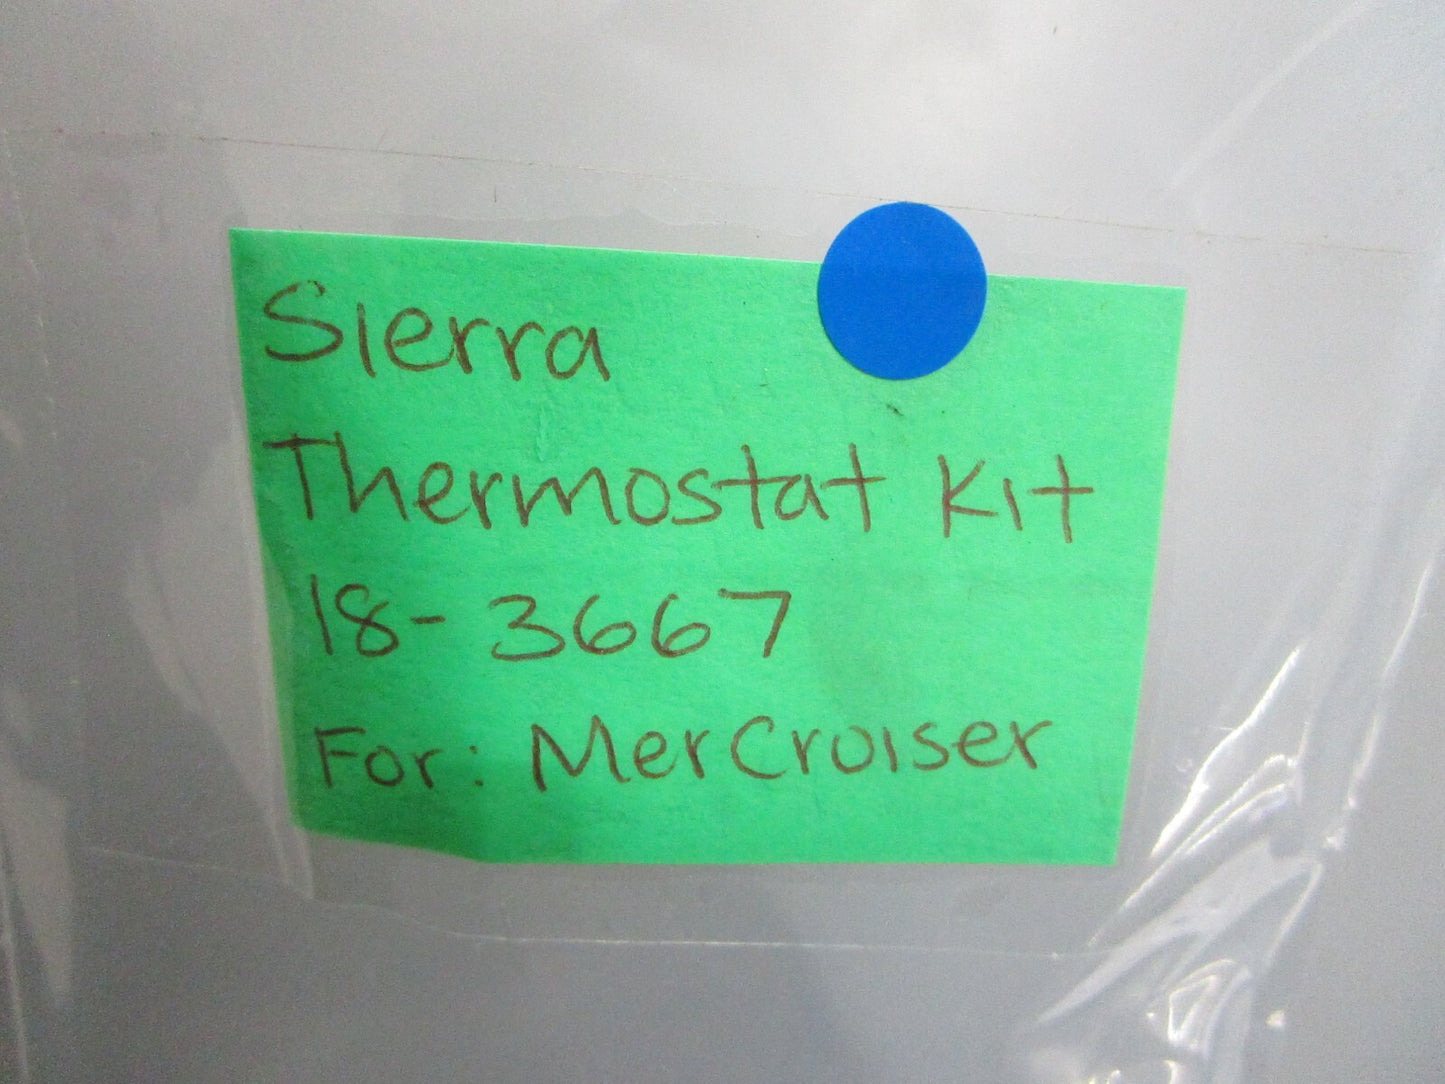 Sierra
Thermostat Kit
18-3667
For: MerCruiser